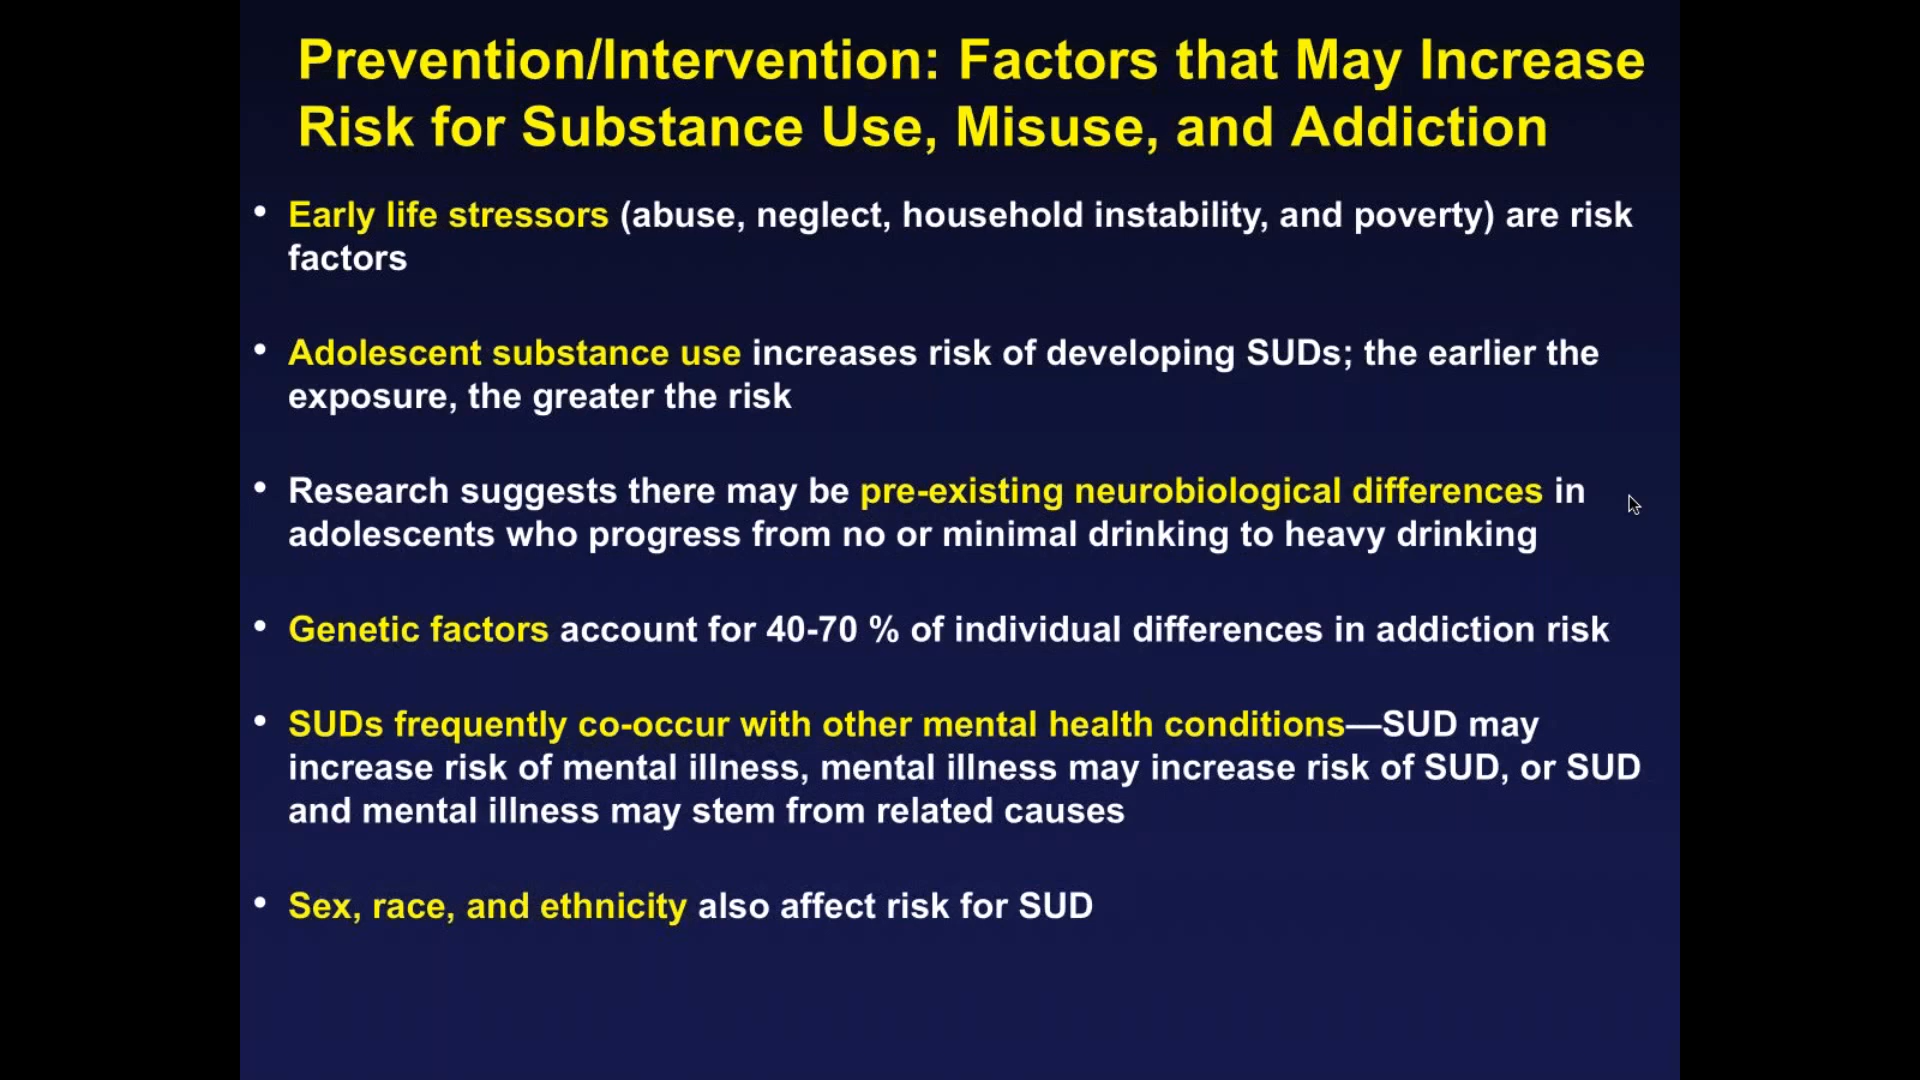 Prevention/Intervention: Factors that May Increase
Risk for Substance Use, Misuse, and Addiction
• Early life stressors (abuse, neglect, household instability, and poverty) are risk
factors
• Adolescent substance use increases risk of developing SUDs; the earlier the
exposure, the greater the risk
• Research suggests there may be pre-existing neurobiological differences in
adolescents who progress from no or minimal drinking to heavy drinking
• Genetic factors account for 40-70 % of individual differences in addiction risk
• SUDs frequently co-occur with other mental health conditions—SUD may
increase risk of mental illness, mental illness may increase risk of SUD, or SUD
and mental illness may stem from related causes
• Sex, race, and ethnicity also affect risk for SUD